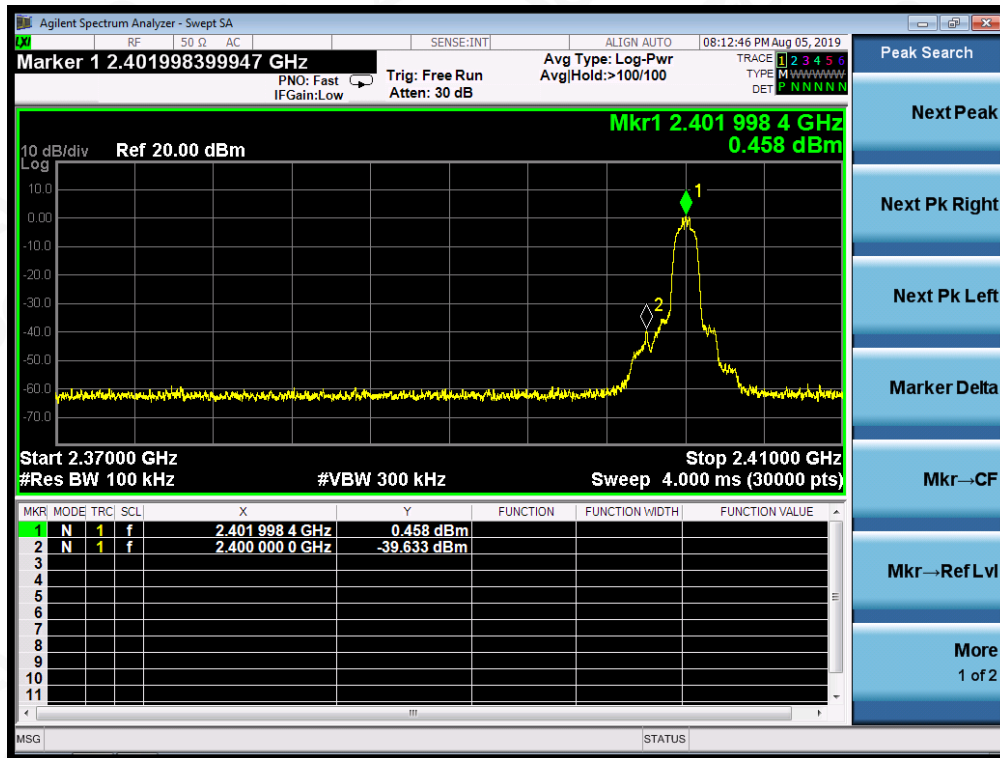 Agilent Spectrum Analyzer - Swept SA
LXI RF 50 Ω AC SENSE:INT ALIGN AUTO 08:12:46 PM Aug 05, 2019
Marker 1 2.401998399947 GHz
PNO: Fast
IFGain:Low
Trig: Free Run
Atten: 30 dB
Avg Type: Log-Pwr
Avg|Hold:>100/100
TRACE 1 2 3 4 5 6
TYPE M WWWWW
DET P N N N N N
Mkr1 2.401 998 4 GHz
0.458 dBm
10 dB/div Ref 20.00 dBm
Log
10.0
0.00
-10.0
-20.0
-30.0
-40.0
-50.0
-60.0
-70.0
1
2
Start 2.37000 GHz Stop 2.41000 GHz
#Res BW 100 kHz #VBW 300 kHz Sweep 4.000 ms (30000 pts)
MKR MODE TRC SCL X Y FUNCTION FUNCTION WIDTH FUNCTION VALUE
1 N 1 f 2.401 998 4 GHz 0.458 dBm
2 N 1 f 2.400 000 0 GHz -39.633 dBm
3
4
5
6
7
8
9
10
11
MSG STATUS
Peak Search
Next Peak
Next Pk Right
Next Pk Left
Marker Delta
Mkr→CF
Mkr→Ref Lvl
More
1 of 2